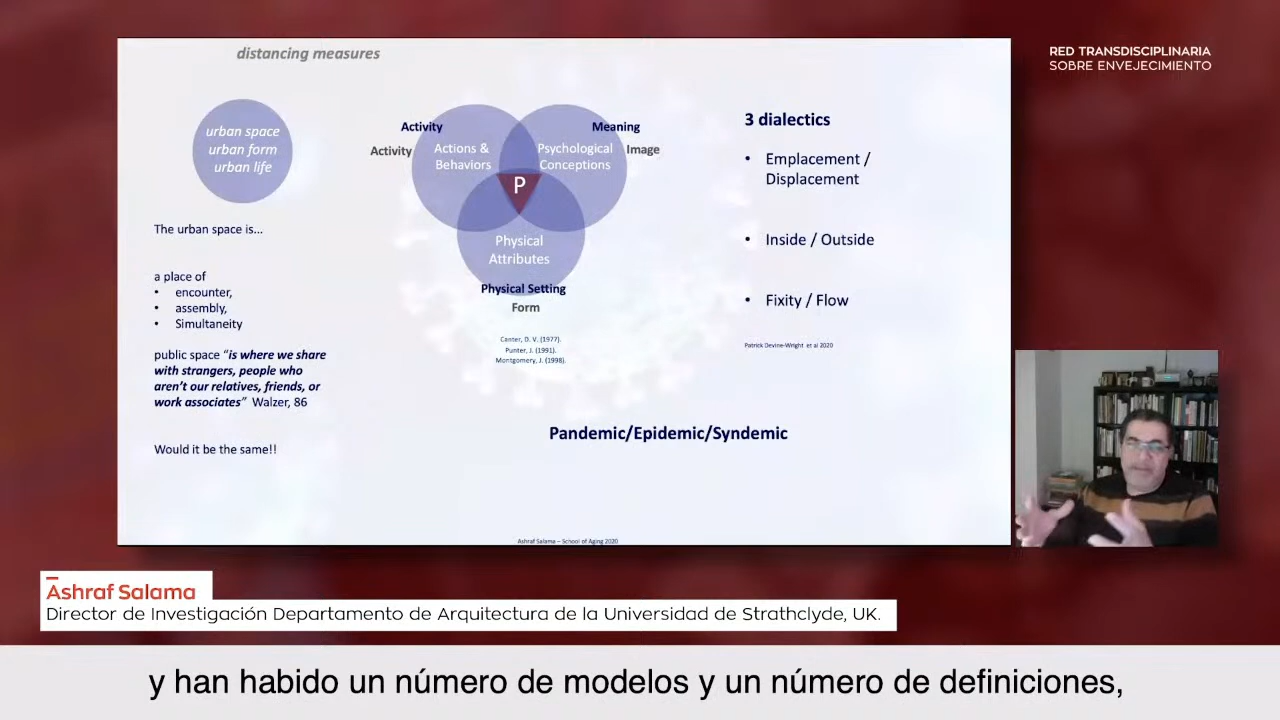 distancing measures
RED TRANSDISCIPLINARIA
SOBRE ENVEJECIMIENTO
urban space
urban form
urban life
The urban space is...
a place of
• encounter,
• assembly,
• Simultaneity
public space “is where we share
with strangers, people who
aren’t our relatives, friends, or
work associates” Walzer, 86
Would it be the same!!
Activity
Meaning
Activity
Actions &
Behaviors
Psychological
Conceptions
Image
P
Physical
Attributes
Physical Setting
Form
Canter, D. V. (1977).
Punter, J. (1991).
Montgomery, J. (1998).
3 dialectics
• Emplacement /
Displacement
• Inside / Outside
• Fixity / Flow
Patrick Devine-Wright et al 2020
Pandemic/Epidemic/Syndemic
Ashraf Salama – School of Aging 2020
Ashraf Salama
Director de Investigación Departamento de Arquitectura de la Universidad de Strathclyde, UK.
y han habido un número de modelos y un número de definiciones,